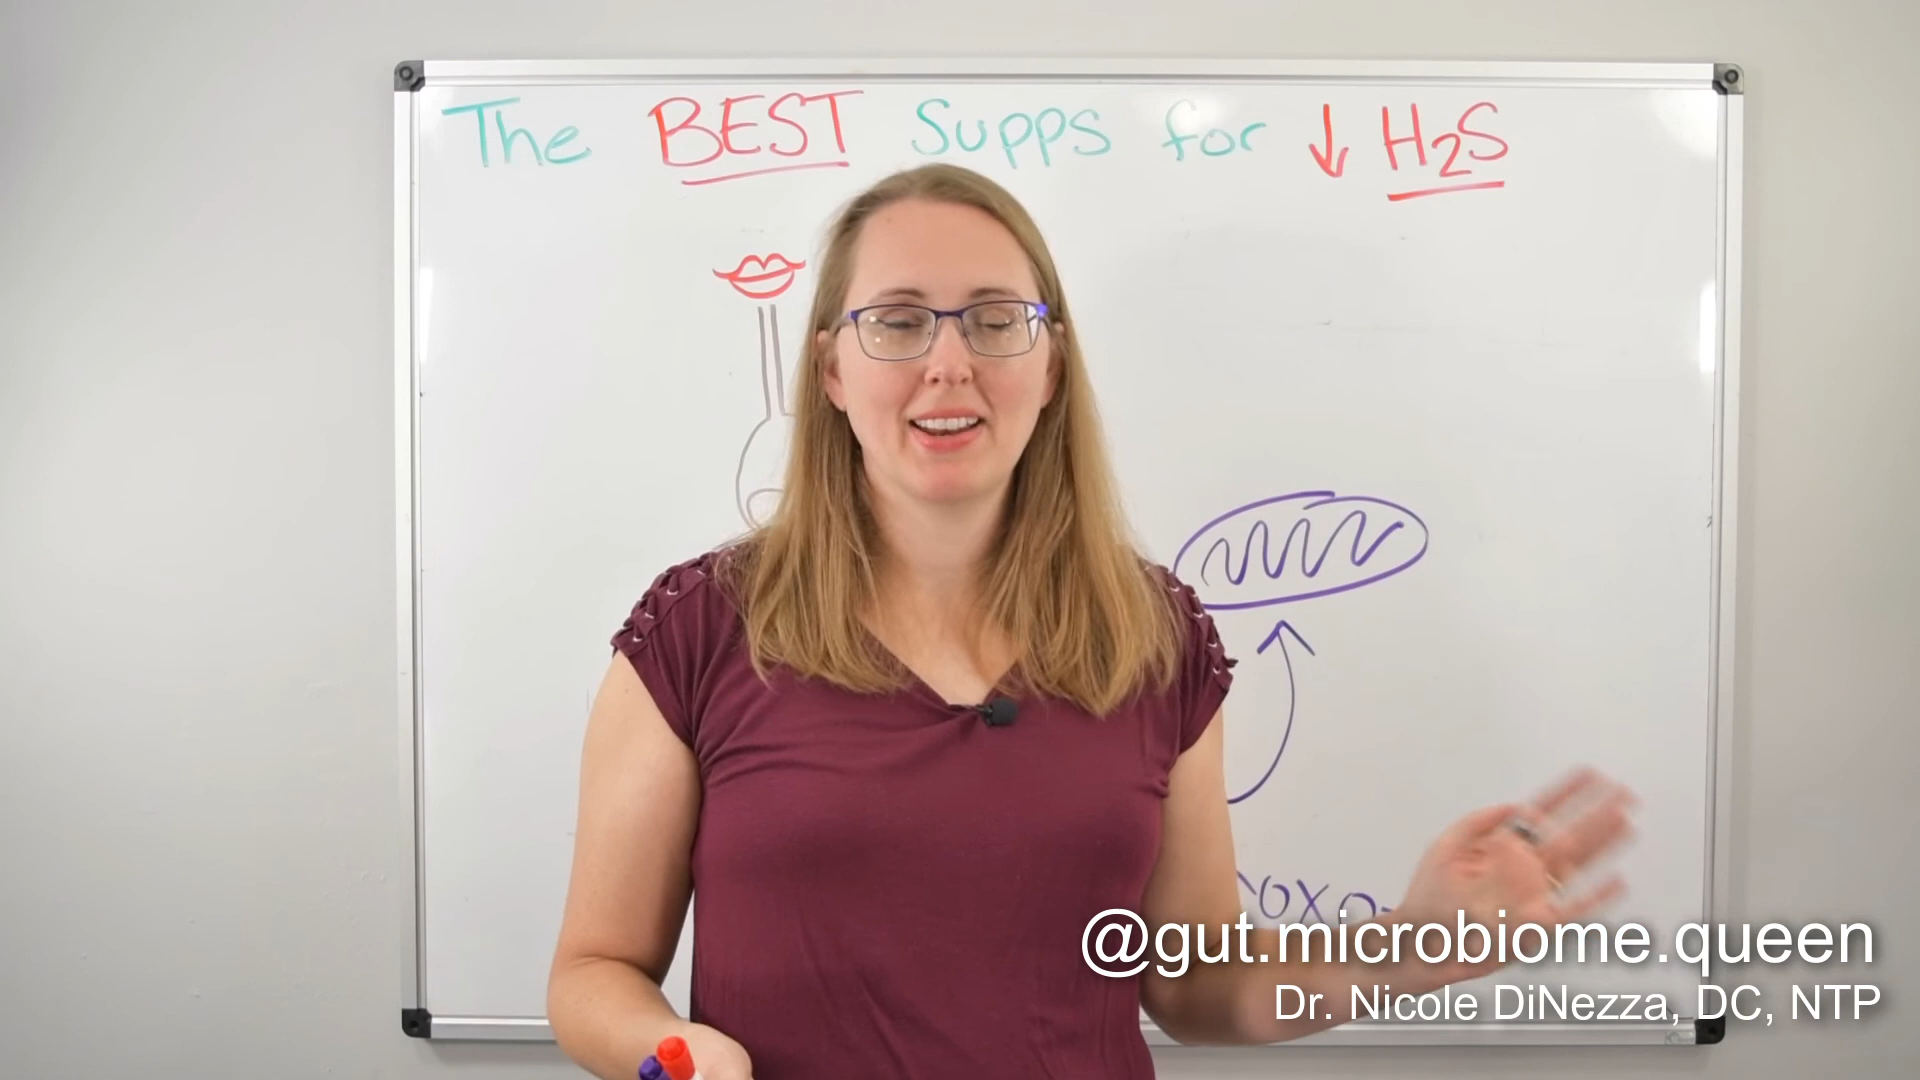 The BEST Supps for ↓ H2S
@gut.microbiome.queen
Dr. Nicole DiNezza, DC, NTP